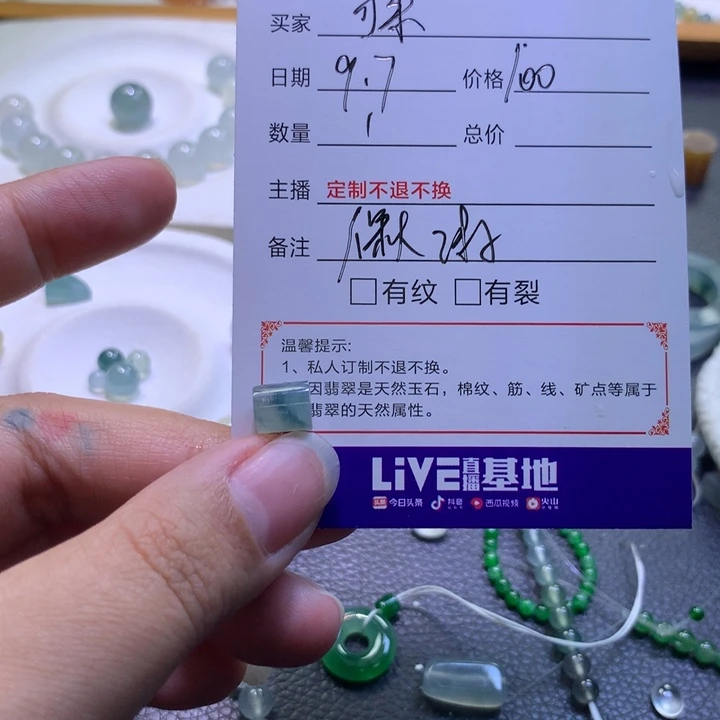 买家
日期 9.7 价格 100
数量 1 总价
主播 定制不退不换
备注
□有纹 □有裂
温馨提示:
1、私人订制不退不换。
因翡翠是天然玉石，棉纹、筋、线、矿点等属于
翡翠的天然属性。
LiVE直播基地
头条 今日头条 抖音 西瓜视频 火山